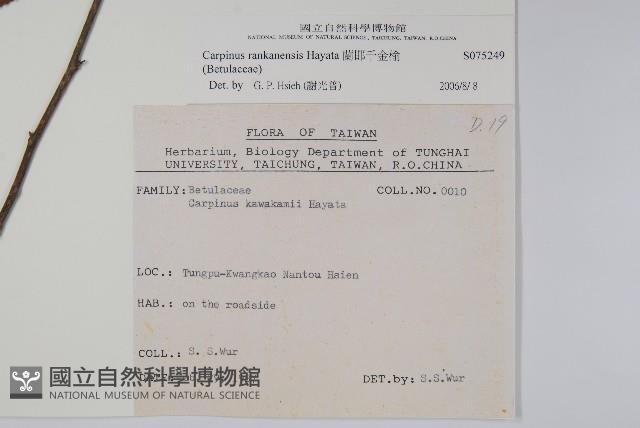 國立自然科學博物館
NATIONAL MUSEUM OF NATURAL SCIENCE, TAICHUNG, TAIWAN, R.O.CHINA
Carpinus rankanensis Hayata 蘭邯千金榆 S075249
(Betulaceae)
Det. by G. P. Hsieh (謝光普) 2006/8/8
D.19
FLORA OF TAIWAN
Herbarium, Biology Department of TUNGHAI
UNIVERSITY, TAICHUNG, TAIWAN, R.O.CHINA
FAMILY: Betulaceae COLL.NO. 0010
Carpinus kawakamii Hayata
LOC.: Tungpu-Kwangkao Nantou Hsien
HAB.: on the roadside
COLL.: S. S.Wur
DET.by: S.S.Wur
國立自然科學博物館
NATIONAL MUSEUM OF NATURAL SCIENCE